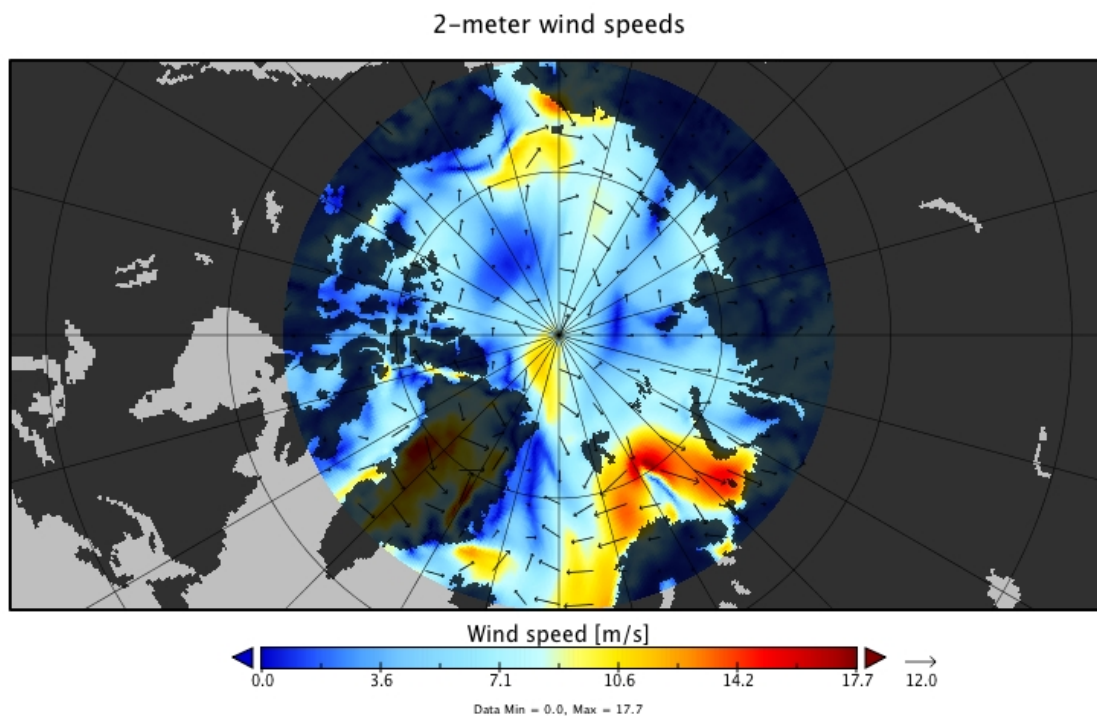 2-meter wind speeds
Wind speed [m/s]
0.0 3.6 7.1 10.6 14.2 17.7 12.0
Data Min = 0.0, Max = 17.7